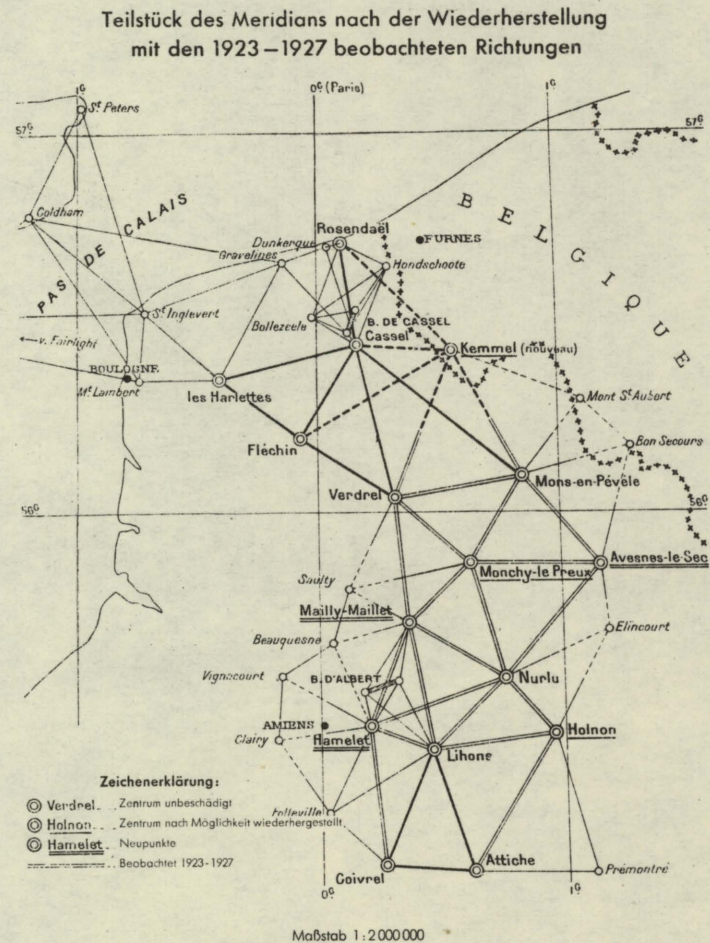 Teilstück des Meridians nach der Wiederherstellung
mit den 1923–1927 beobachteten Richtungen
1ᴳ
0ᴳ (Paris)
1ᴳ
Sᵗ Peters
57ᴳ
57ᴳ
Coldham
PAS DE CALAIS
BELGIQUE
Rosendaël
Dunkerque
FURNES
Gravelines
Hondschoote
Sᵗ Inglevert
Bollezeele
B. DE CASSEL
Cassel
Kemmel (nouveau)
v. Fairlight
BOULOGNE
Mᵗ Lambert
les Harlettes
Mont Sᵗ Aubert
Fléchin
Bon Secours
Mons-en-Pévèle
Verdrel
56ᴳ
56ᴳ
Monchy-le Preux
Avesnes-le-Sec
Saulty
Mailly-Maillet
Beauquesne
Elincourt
Vignacourt
B. D'ALBERT
Nurlu
AMIENS
Clairy
Hamelet
Holnon
Lihons
Folleville
Zeichenerklärung:
Verdrel Zentrum unbeschädigt
Holnon Zentrum nach Möglichkeit wiederhergestellt
Hamelet Neupunkte
Beobachtet 1923-1927
Coivrel
Attiche
Prémontré
0ᴳ
1ᴳ
Maßstab 1:2000000